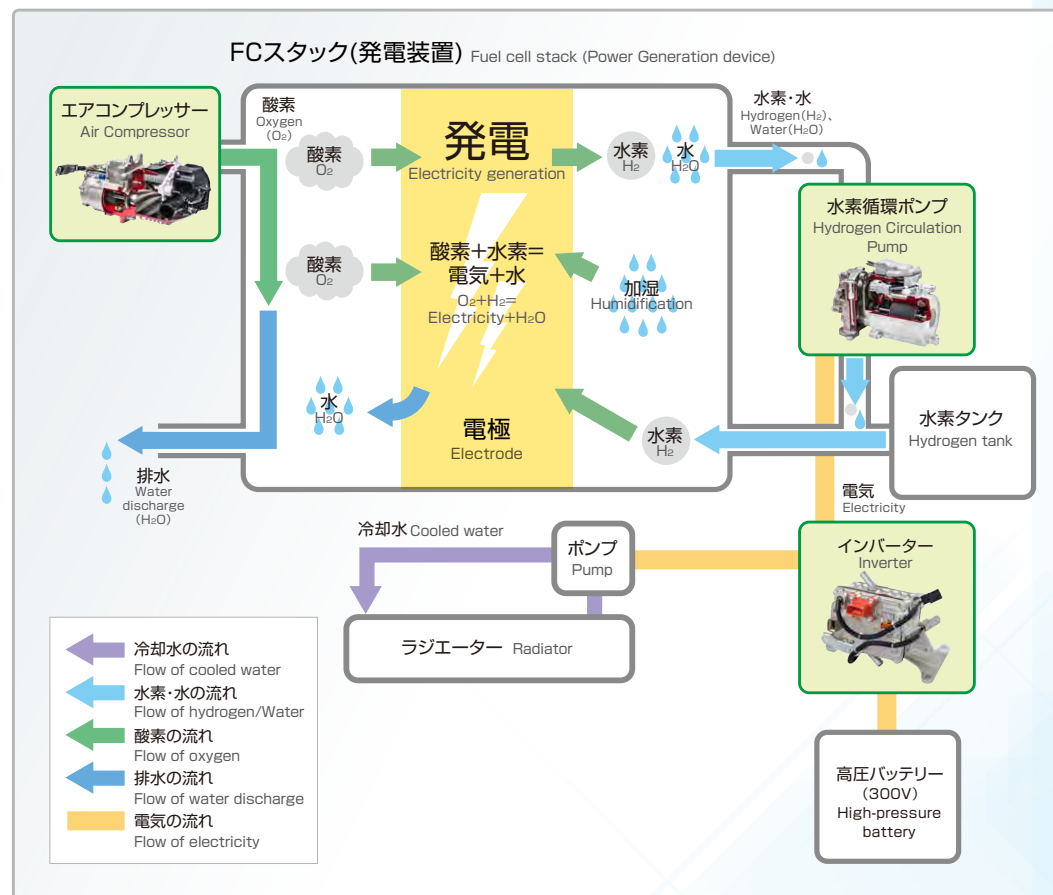 FCスタック(発電装置) Fuel cell stack (Power Generation device)
エアコンプレッサー
Air Compressor
酸素
Oxygen
(O₂)
酸素
O₂
発電
Electricity generation
水素
H₂
水
H₂O
水素・水
Hydrogen(H₂)、
Water(H₂O)
水素循環ポンプ
Hydrogen Circulation
Pump
酸素
O₂
酸素＋水素＝
電気＋水
O₂+H₂=
Electricity+H₂O
加湿
Humidification
水
H₂O
電極
Electrode
水素
H₂
水素タンク
Hydrogen tank
排水
Water
discharge
(H₂O)
電気
Electricity
冷却水 Cooled water
ポンプ
Pump
インバーター
Inverter
ラジエーター Radiator
冷却水の流れ
Flow of cooled water
水素・水の流れ
Flow of hydrogen/Water
酸素の流れ
Flow of oxygen
排水の流れ
Flow of water discharge
電気の流れ
Flow of electricity
高圧バッテリー
(300V)
High-pressure
battery